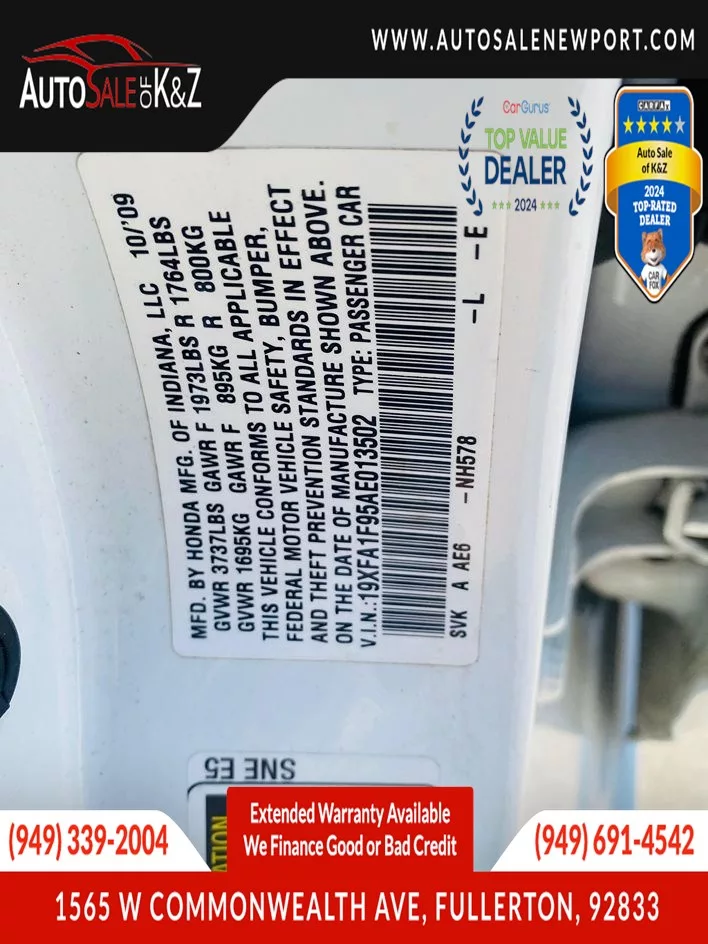 WWW.AUTOSALENEWPORT.COM
AUTO SALE OF K&Z
CarGurus
TOP VALUE
DEALER
2024
CARFAX
Auto Sale
of K&Z
2024
TOP-RATED
DEALER
CAR
FOX
MFD. BY HONDA MFG. OF INDIANA, LLC 10/'09
GVWR 3737LBS GAWR F 1973LBS R 1764LBS
GVWR 1695KG GAWR F 895KG R 800KG
THIS VEHICLE CONFORMS TO ALL APPLICABLE
FEDERAL MOTOR VEHICLE SAFETY, BUMPER,
AND THEFT PREVENTION STANDARDS IN EFFECT
ON THE DATE OF MANUFACTURE SHOWN ABOVE.
V.I.N.:19XFA1F95AE013502 TYPE: PASSENGER CAR
SVK A AE6 -NH578 -L -E
SNE E5
Extended Warranty Available
We Finance Good or Bad Credit
(949) 339-2004
(949) 691-4542
1565 W COMMONWEALTH AVE, FULLERTON, 92833